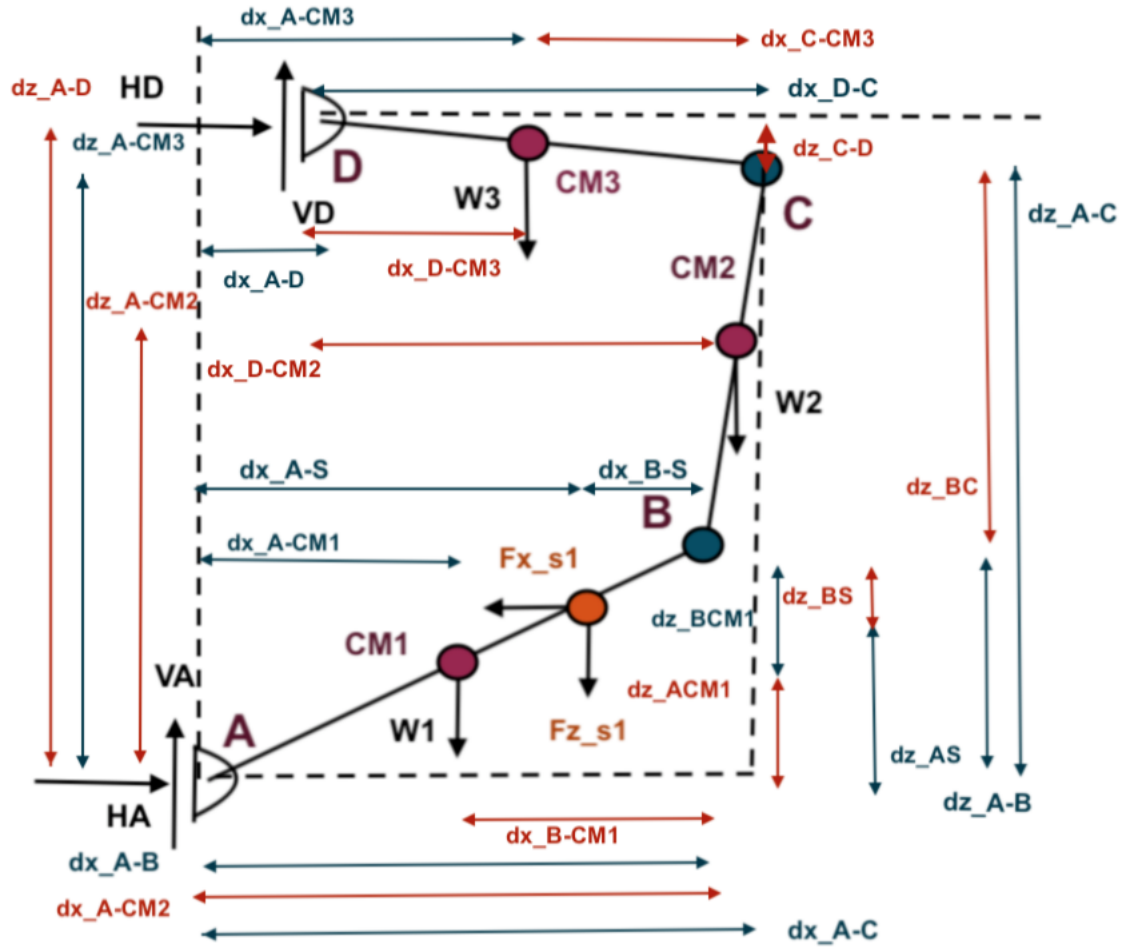 dx_A-CM3
dx_C-CM3
dz_A-D
HD
dx_D-C
dz_A-CM3
dz_C-D
D
CM3
W3
C
VD
dz_A-C
dx_D-CM3
CM2
dx_A-D
dz_A-CM2
dx_D-CM2
W2
dx_A-S
dx_B-S
dz_BC
B
dx_A-CM1
Fx_s1
dz_BS
dz_BCM1
CM1
VA
dz_ACM1
A
W1
Fz_s1
dz_AS
dz_A-B
HA
dx_B-CM1
dx_A-B
dx_A-CM2
dx_A-C